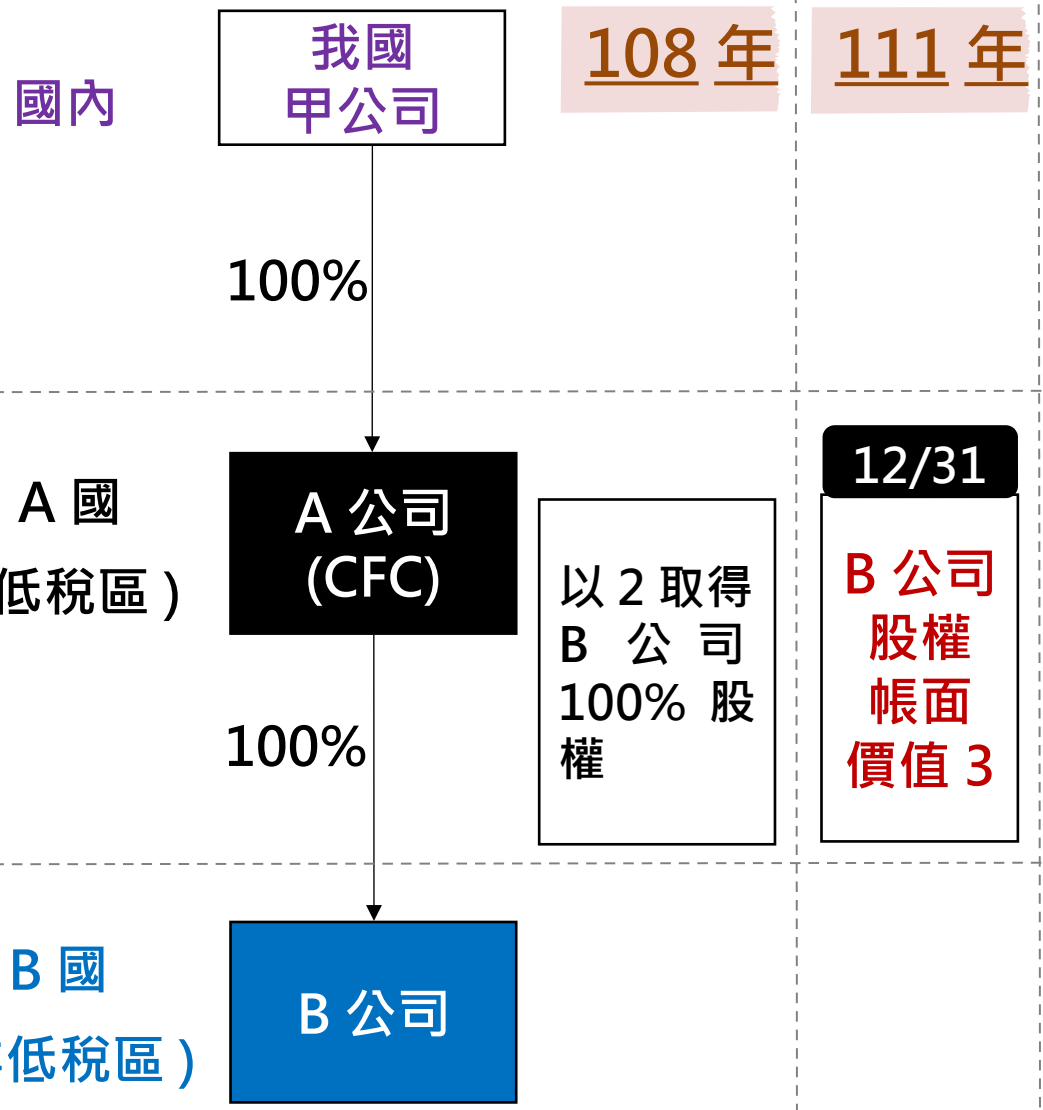 國內
我國
甲公司
108 年
111 年
100%
A 國
低稅區 )
A 公司
(CFC)
以 2 取得
B 公司
100% 股
權
12/31
B 公司
股權
帳面
價值 3
100%
B 國
低稅區 )
B 公司